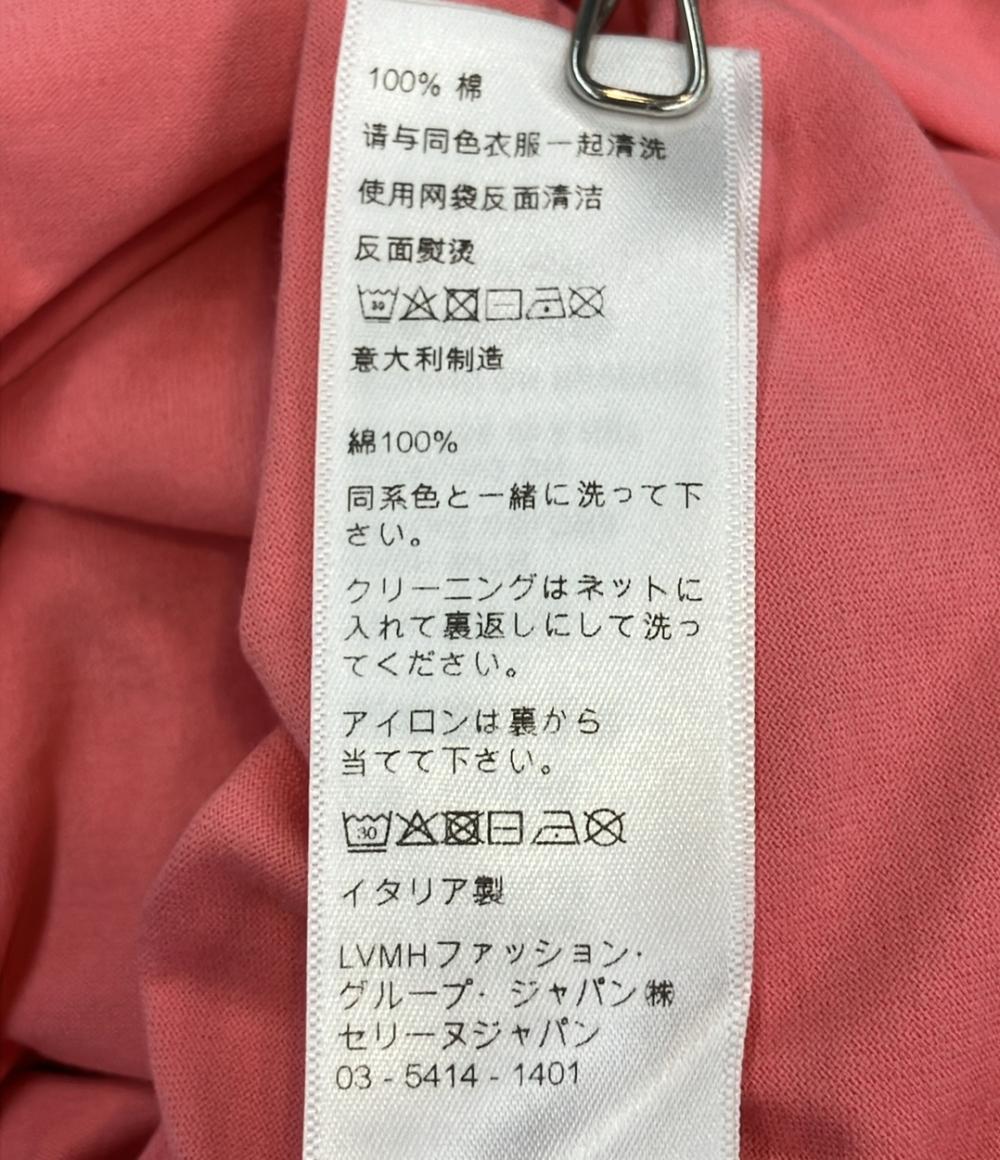 100% 棉
请与同色衣服一起清洗
使用网袋反面清洁
反面熨烫
30
意大利制造
綿100%
同系色と一緒に洗って下
さい。
クリーニングはネットに
入れて裏返しにして洗っ
てください。
アイロンは裏から
当てて下さい。
30
イタリア製
LVMHファッション·
グループ· ジャパン㈱
セリーヌジャパン
03 - 5414 - 1401